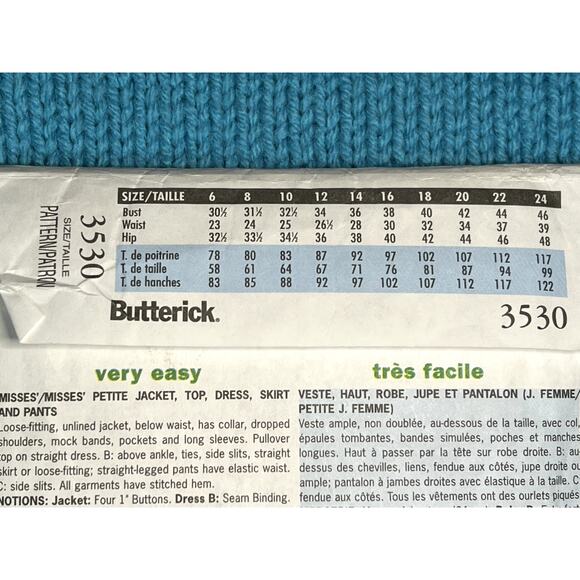 SIZE/TAILLE 6 8 10 12 14 16 18 20 22 24
Bust 30½ 31½ 32½ 34 36 38 40 42 44 46
Waist 23 24 25 26½ 28 30 32 34 37 39
Hip 32½ 33½ 34½ 36 38 40 42 44 46 48
T. de poitrine 78 80 83 87 92 97 102 107 112 117
T. de taille 58 61 64 67 71 76 81 87 94 99
T. de hanches 83 85 88 92 97 102 107 112 117 122
3530
SIZE/TAILLE
PATTERN/PATRON
Butterick® 3530
very easy
MISSES'/MISSES' PETITE JACKET, TOP, DRESS, SKIRT
AND PANTS
Loose-fitting, unlined jacket, below waist, has collar, dropped
shoulders, mock bands, pockets and long sleeves. Pullover
top on straight dress. B: above ankle, ties, side slits, straight
skirt or loose-fitting; straight-legged pants have elastic waist.
C: side slits. All garments have stitched hem.
NOTIONS: Jacket: Four 1" Buttons. Dress B: Seam Binding.
très facile
VESTE, HAUT, ROBE, JUPE ET PANTALON (J. FEMME/
PETITE J. FEMME)
Veste ample, non doublée, au-dessous de la taille, avec col,
épaules tombantes, bandes simulées, poches et manches
longues. Haut à passer par la tête sur robe droite. B: au-
dessus des chevilles, liens, fendue aux côtés, jupe droite ou
ample; pantalon à jambes droites avec élastique à la taille. C:
fendue aux côtés. Tous les vêtements ont des ourlets piqués.